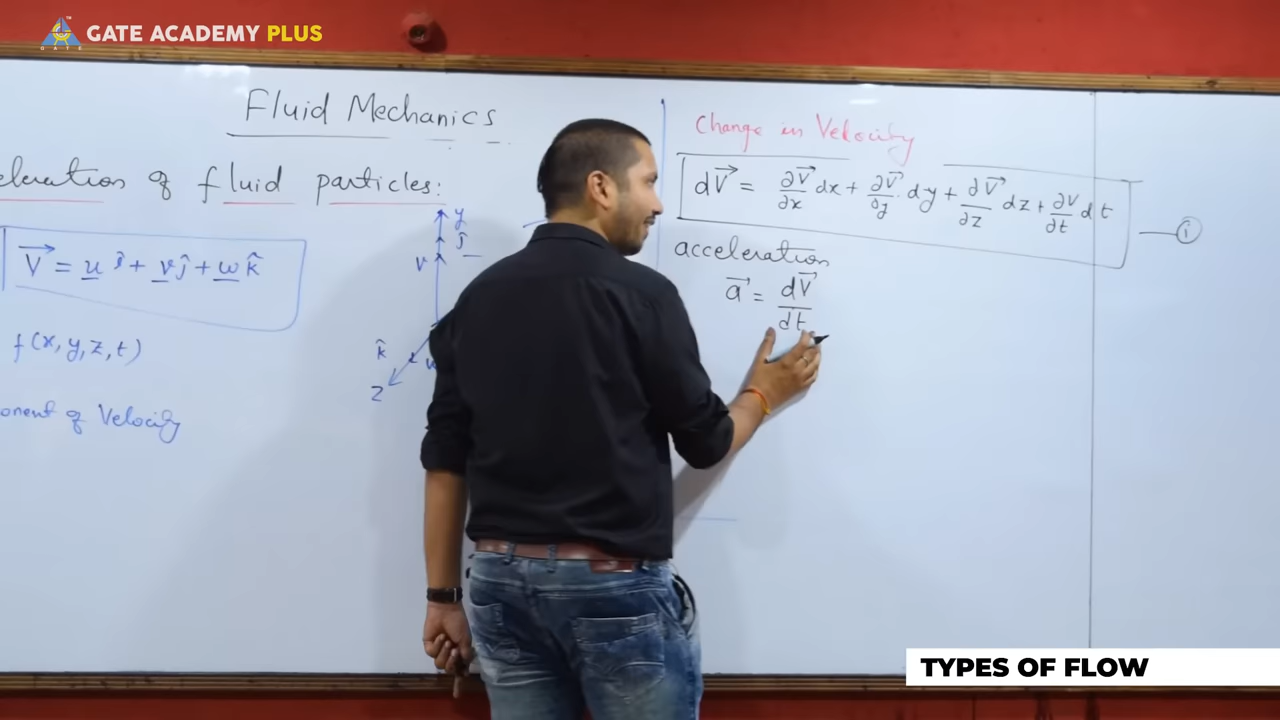 GATE ACADEMY PLUS
GATE
Fluid Mechanics
eleration of fluid particles:
V⃗ = u î + v ĵ + w k̂
f(x, y, z, t)
onent of Velocity
y
ĵ
v
k̂
z
Change in Velocity
dV⃗ = ∂V⃗/∂x dx + ∂V⃗/∂y · dy + ∂V⃗/∂z dz + ∂V/∂t dt
i
acceleration
a⃗ = dV⃗/dt
TYPES OF FLOW